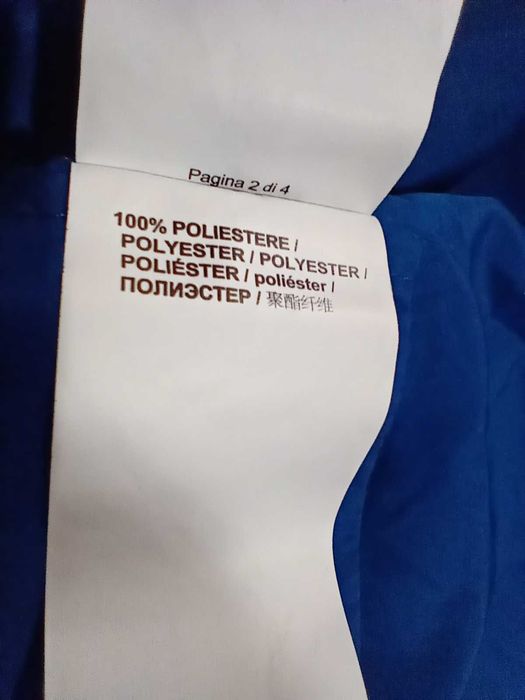 Pagina 2 di 4
100% POLIESTERE /
POLYESTER / POLYESTER /
POLIÉSTER / poliéster /
ПОЛИЭСТЕР / 聚酯纤维